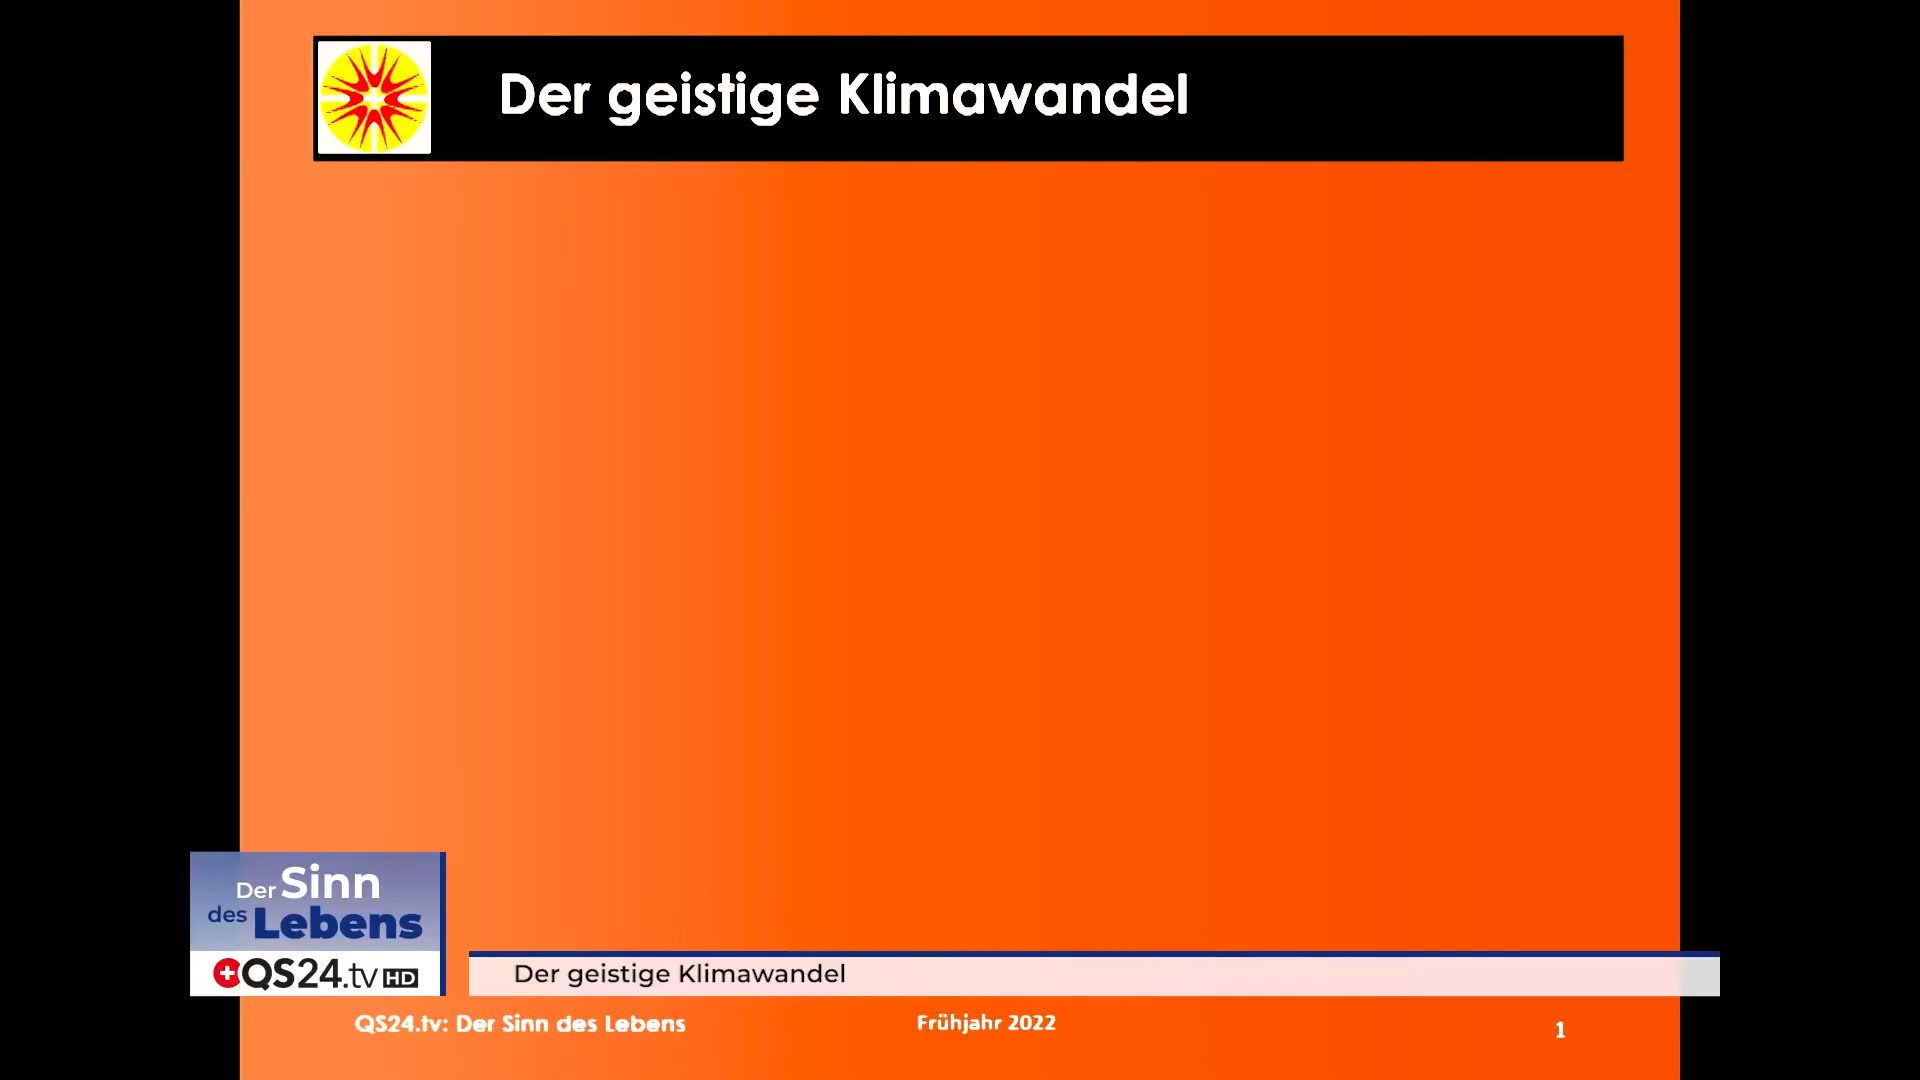 Der geistige Klimawandel
Der Sinn
des Lebens
QS24.tv HD
Der geistige Klimawandel
QS24.tv: Der Sinn des Lebens
Frühjahr 2022
1